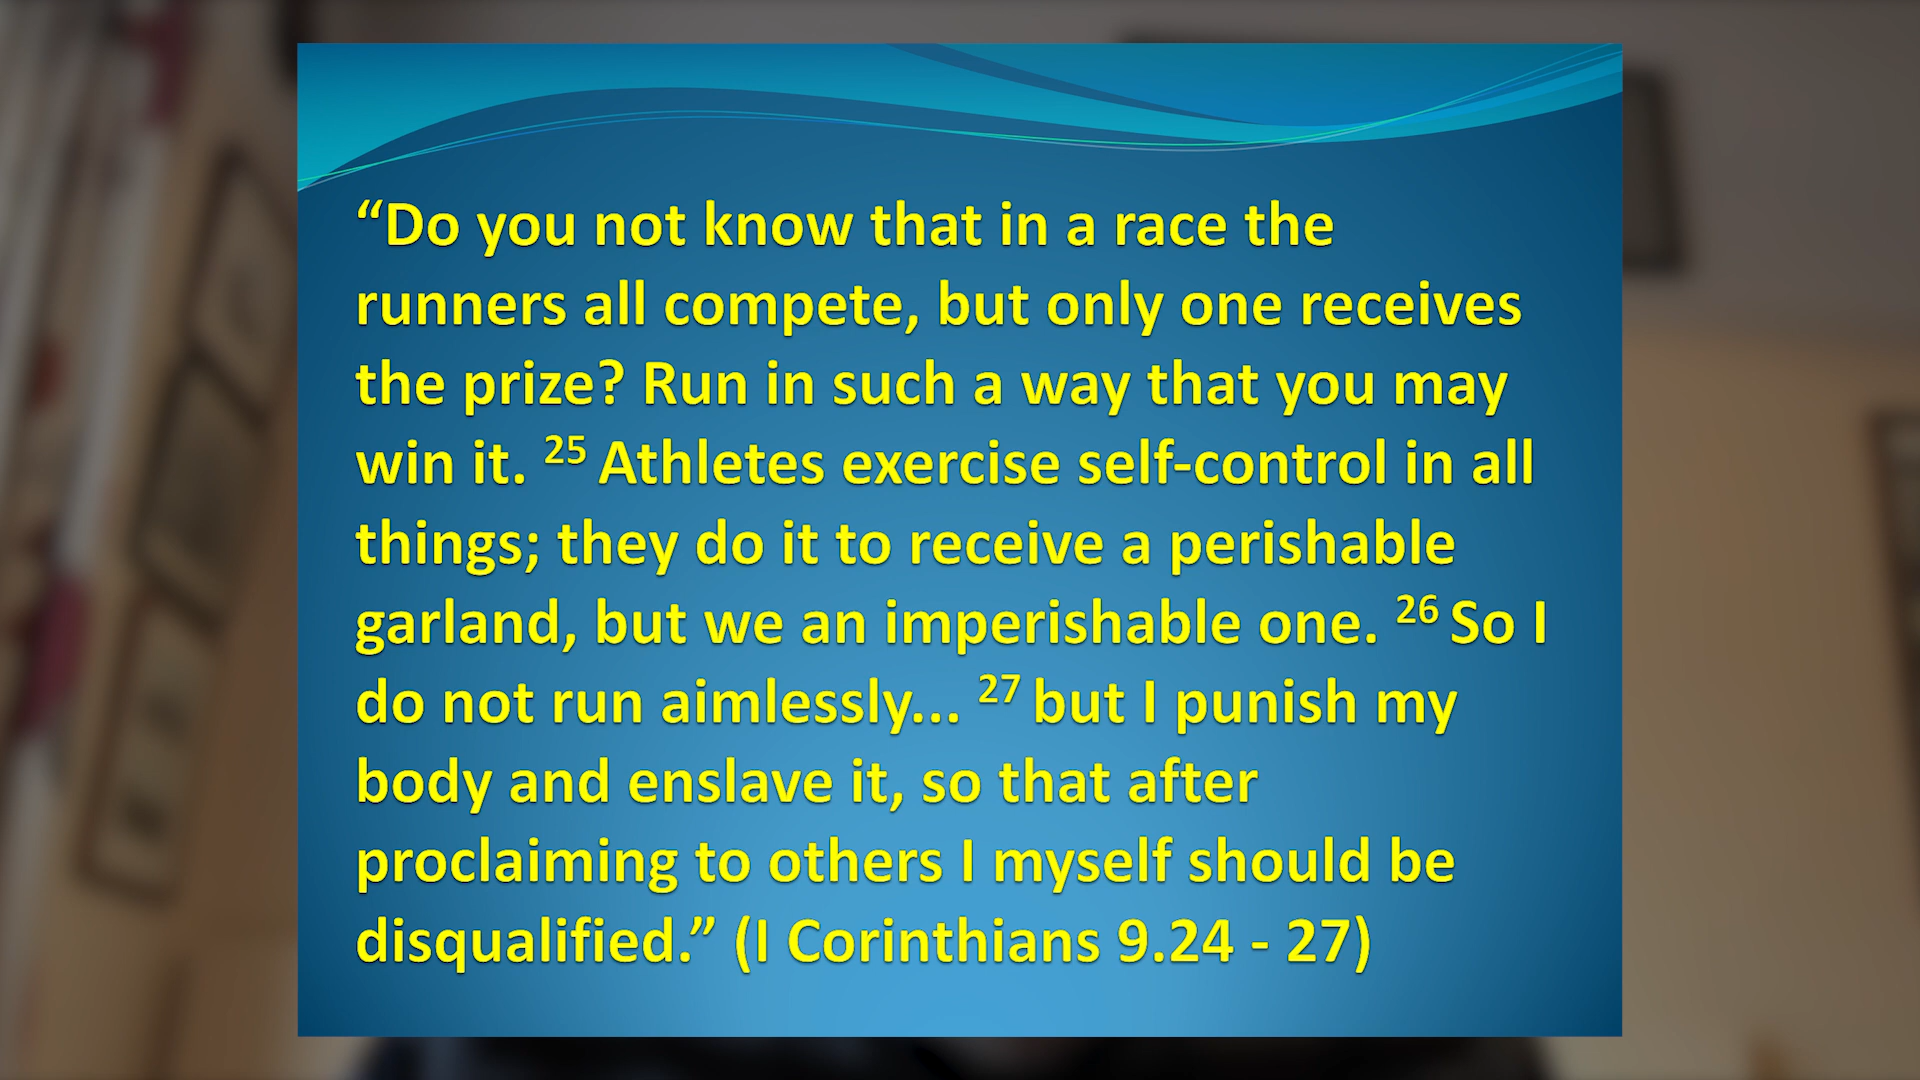 “Do you not know that in a race the
runners all compete, but only one receives
the prize? Run in such a way that you may
win it. 25 Athletes exercise self-control in all
things; they do it to receive a perishable
garland, but we an imperishable one. 26 So I
do not run aimlessly... 27 but I punish my
body and enslave it, so that after
proclaiming to others I myself should be
disqualified.” (I Corinthians 9.24 - 27)